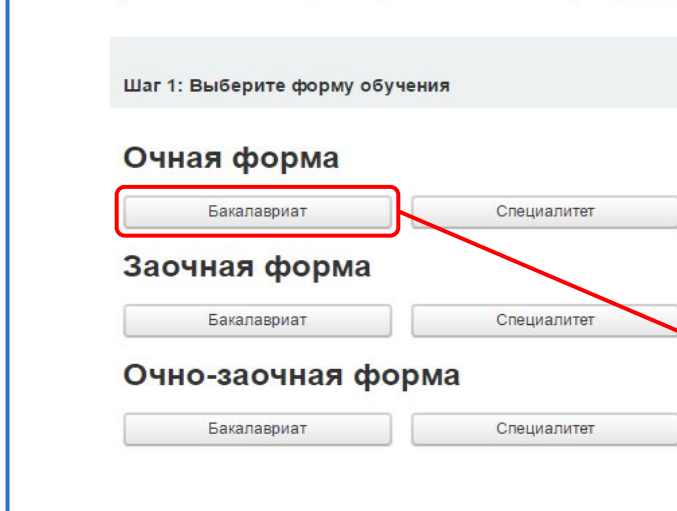 Шаг 1: Выберите форму обучения
Очная форма
Бакалавриат Специалитет
Заочная форма
Бакалавриат Специалитет
Очно-заочная форма
Бакалавриат Специалитет